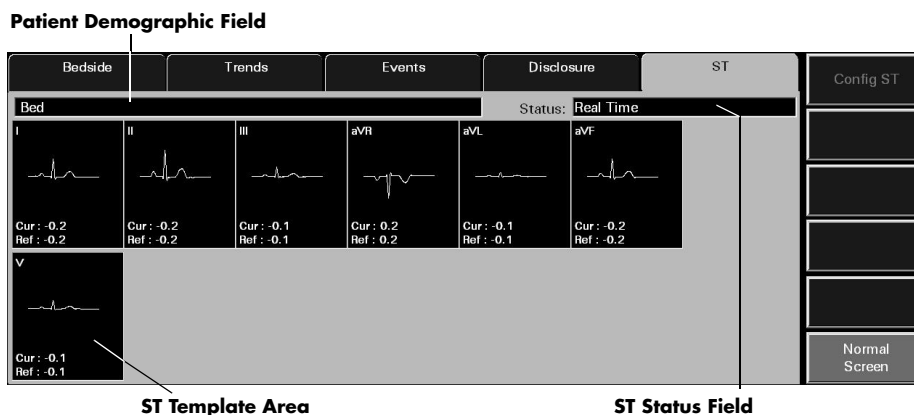 Patient Demographic Field
Bedside Trends Events Disclosure ST
Config ST
Bed Status: Real Time
I II III aVR aVL aVF
Cur : -0.2 Cur : -0.2 Cur : -0.1 Cur : 0.2 Cur : -0.1 Cur : -0.2
Ref : -0.2 Ref : -0.2 Ref : -0.1 Ref : 0.2 Ref : -0.1 Ref : -0.2
V
Cur : -0.1
Ref : -0.1
Normal
Screen
ST Template Area ST Status Field